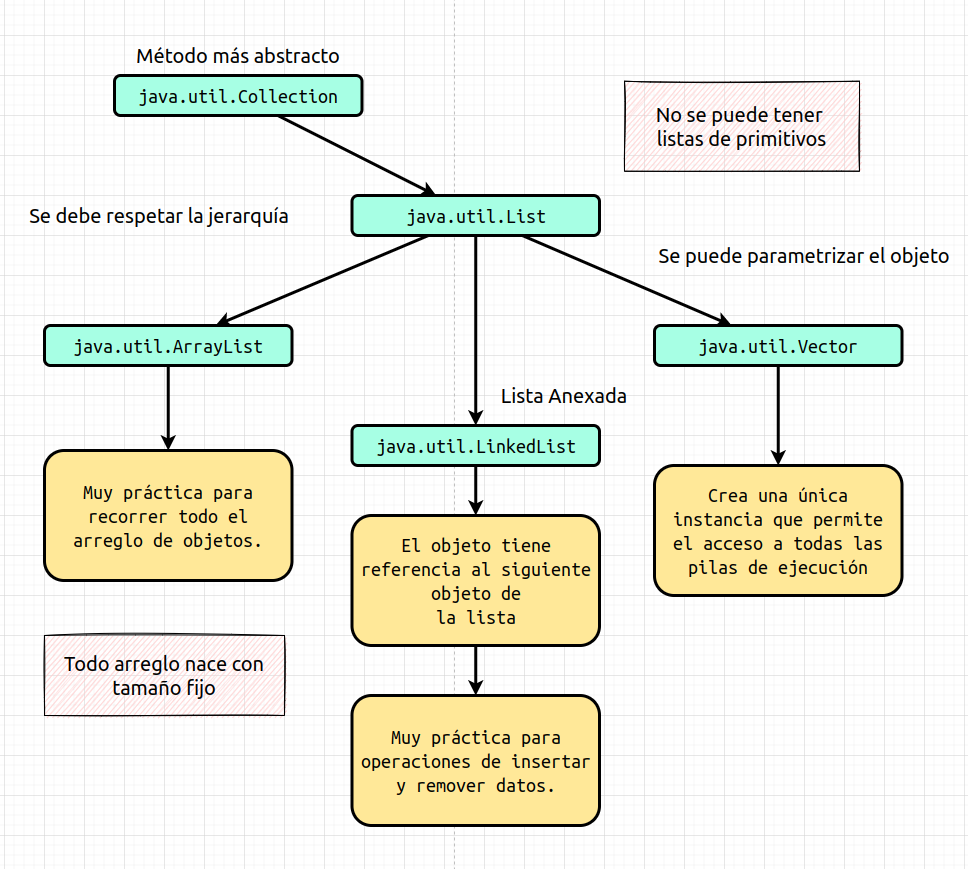 Método más abstracto
java.util.Collection
No se puede tener
listas de primitivos
Se debe respetar la jerarquía
java.util.List
Se puede parametrizar el objeto
java.util.ArrayList
java.util.Vector
Lista Anexada
java.util.LinkedList
Muy práctica para
recorrer todo el
arreglo de objetos.
El objeto tiene
referencia al siguiente
objeto de
la lista
Crea una única
instancia que permite
el acceso a todas las
pilas de ejecución
Todo arreglo nace con
tamaño fijo
Muy práctica para
operaciones de insertar
y remover datos.